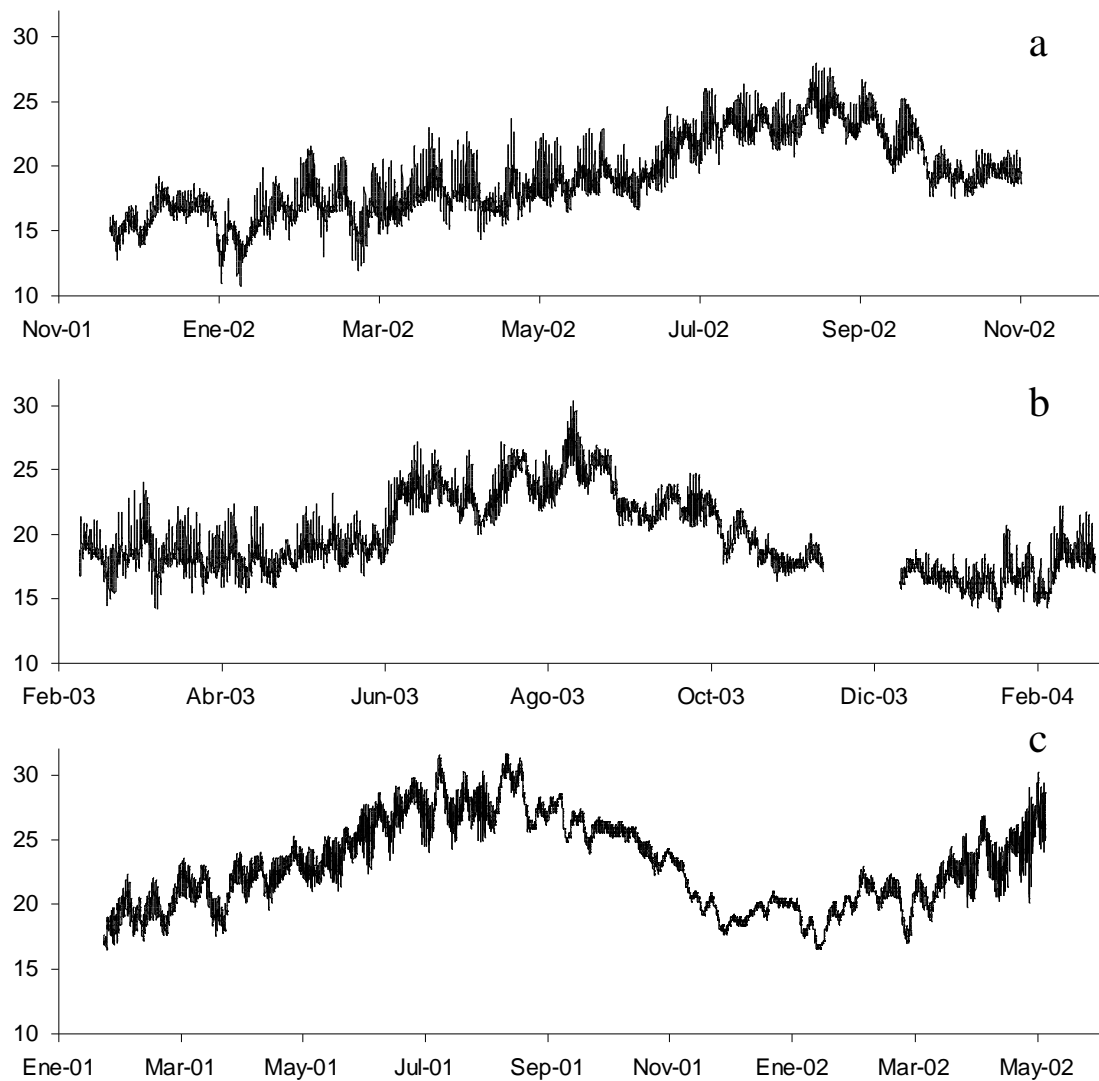 a
30
25
20
15
10
Nov-01 Ene-02 Mar-02 May-02 Jul-02 Sep-02 Nov-02
b
30
25
20
15
10
Feb-03 Abr-03 Jun-03 Ago-03 Oct-03 Dic-03 Feb-04
c
30
25
20
15
10
Ene-01 Mar-01 May-01 Jul-01 Sep-01 Nov-01 Ene-02 Mar-02 May-02